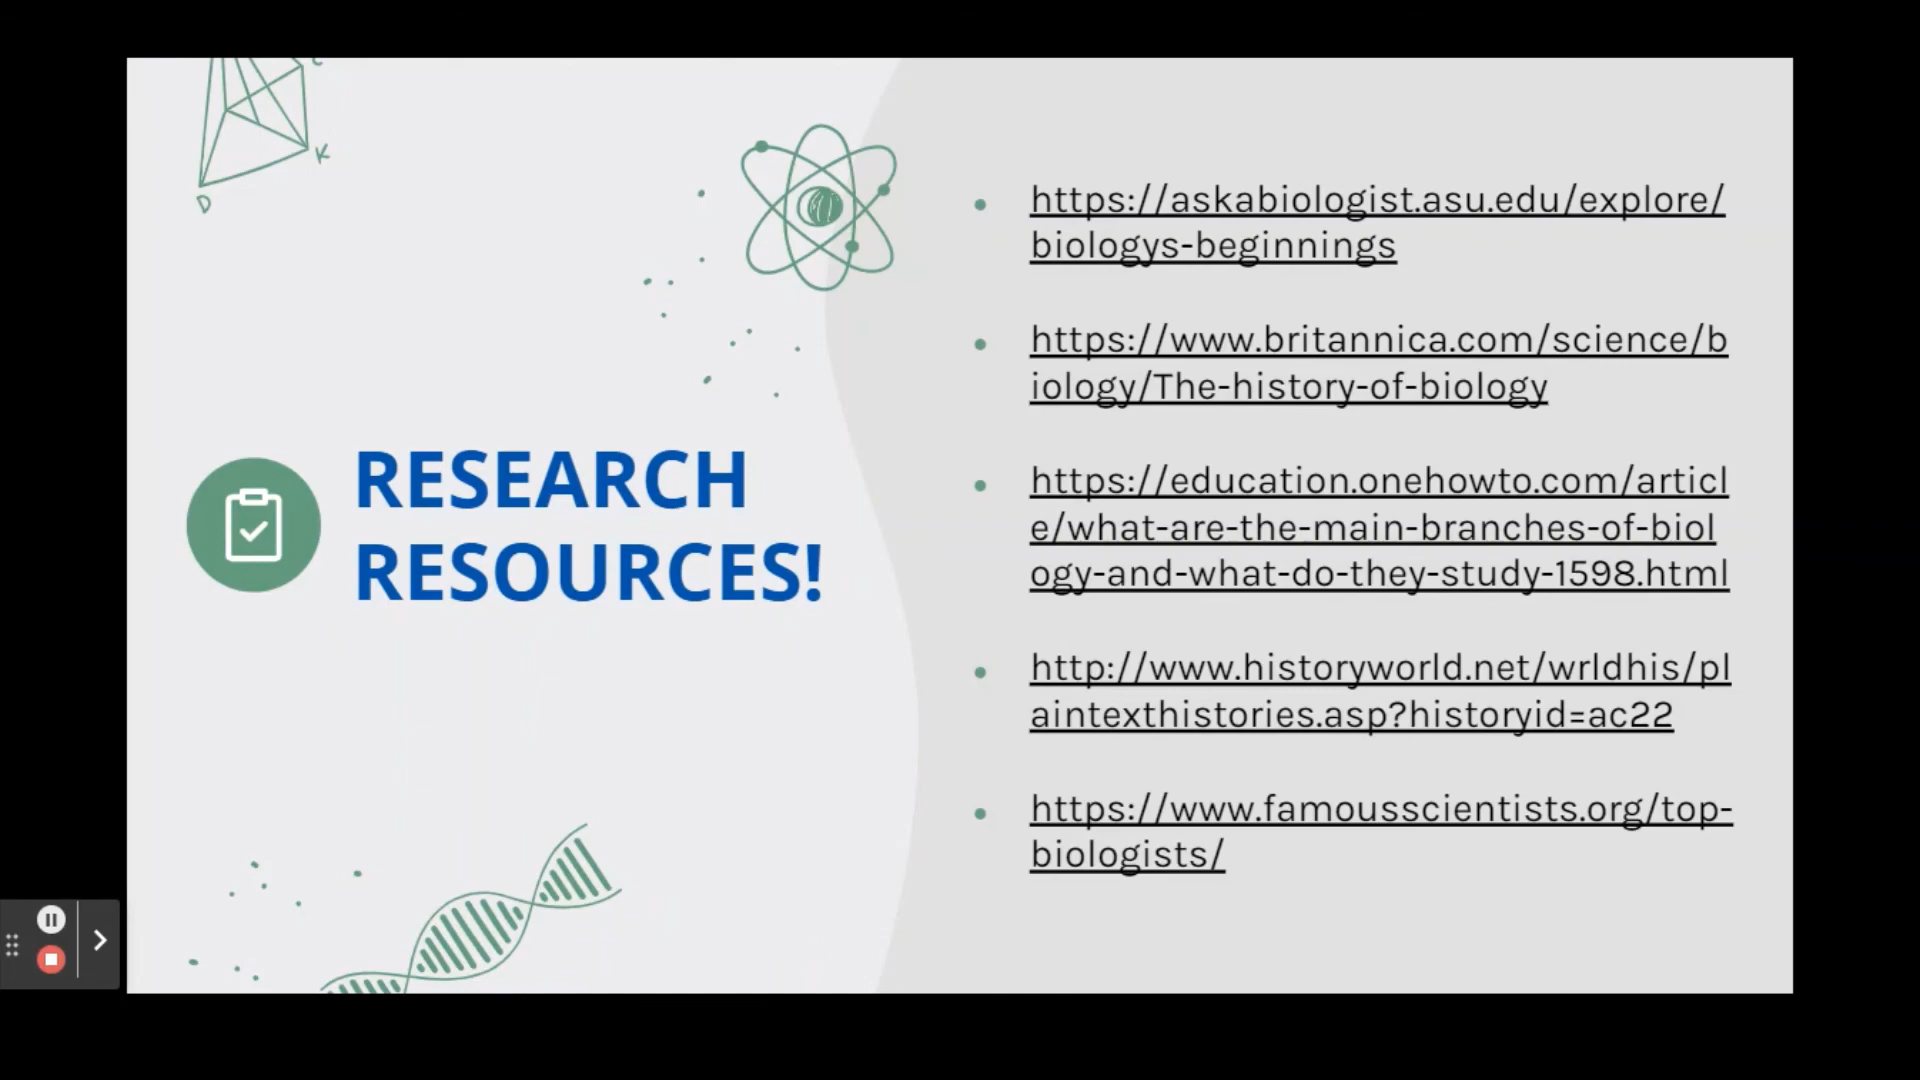 K
D
RESEARCH
RESOURCES!
https://askabiologist.asu.edu/explore/
biologys-beginnings
https://www.britannica.com/science/b
iology/The-history-of-biology
https://education.onehowto.com/articl
e/what-are-the-main-branches-of-biol
ogy-and-what-do-they-study-1598.html
http://www.historyworld.net/wrldhis/pl
aintexthistories.asp?historyid=ac22
https://www.famousscientists.org/top-
biologists/